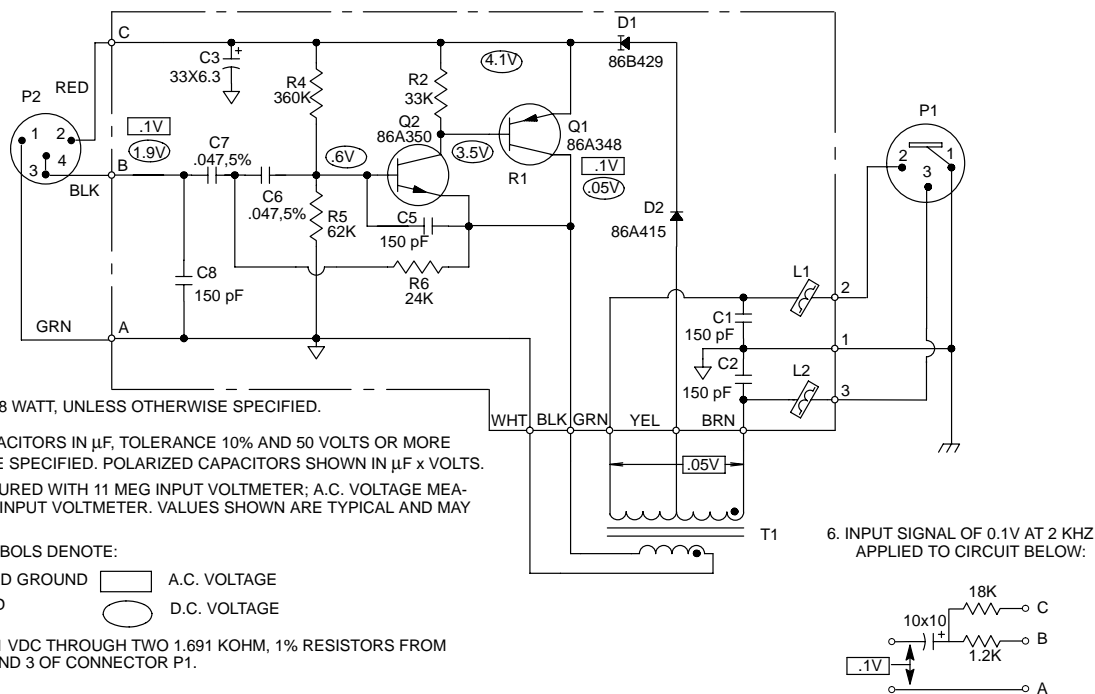 C
D1
86B429
C3
+
33X6.3
R4
360K
R2
33K
4.1V
RED
P2
1
2
3
4
.1V
1.9V
B
BLK
C7
.047,5%
C6
.047,5%
.6V
Q2
86A350
3.5V
Q1
86A348
R1
.1V
.05V
P1
2
1
3
R5
62K
C5
150 pF
D2
86A415
C8
150 pF
R6
24K
L1
2
C1
150 pF
1
C2
150 pF
L2
3
GRN
A
8 WATT, UNLESS OTHERWISE SPECIFIED.
WHT
BLK
GRN
YEL
BRN
ACITORS IN µF, TOLERANCE 10% AND 50 VOLTS OR MORE
E SPECIFIED. POLARIZED CAPACITORS SHOWN IN µF x VOLTS.
.05V
URED WITH 11 MEG INPUT VOLTMETER; A.C. VOLTAGE MEA-
INPUT VOLTMETER. VALUES SHOWN ARE TYPICAL AND MAY
T1
BOLS DENOTE:
D GROUND
A.C. VOLTAGE
D
D.C. VOLTAGE
VDC THROUGH TWO 1.691 KOHM, 1% RESISTORS FROM
ND 3 OF CONNECTOR P1.
6. INPUT SIGNAL OF 0.1V AT 2 KHZ
APPLIED TO CIRCUIT BELOW:
18K
C
10x10
+
1.2K
B
.1V
A